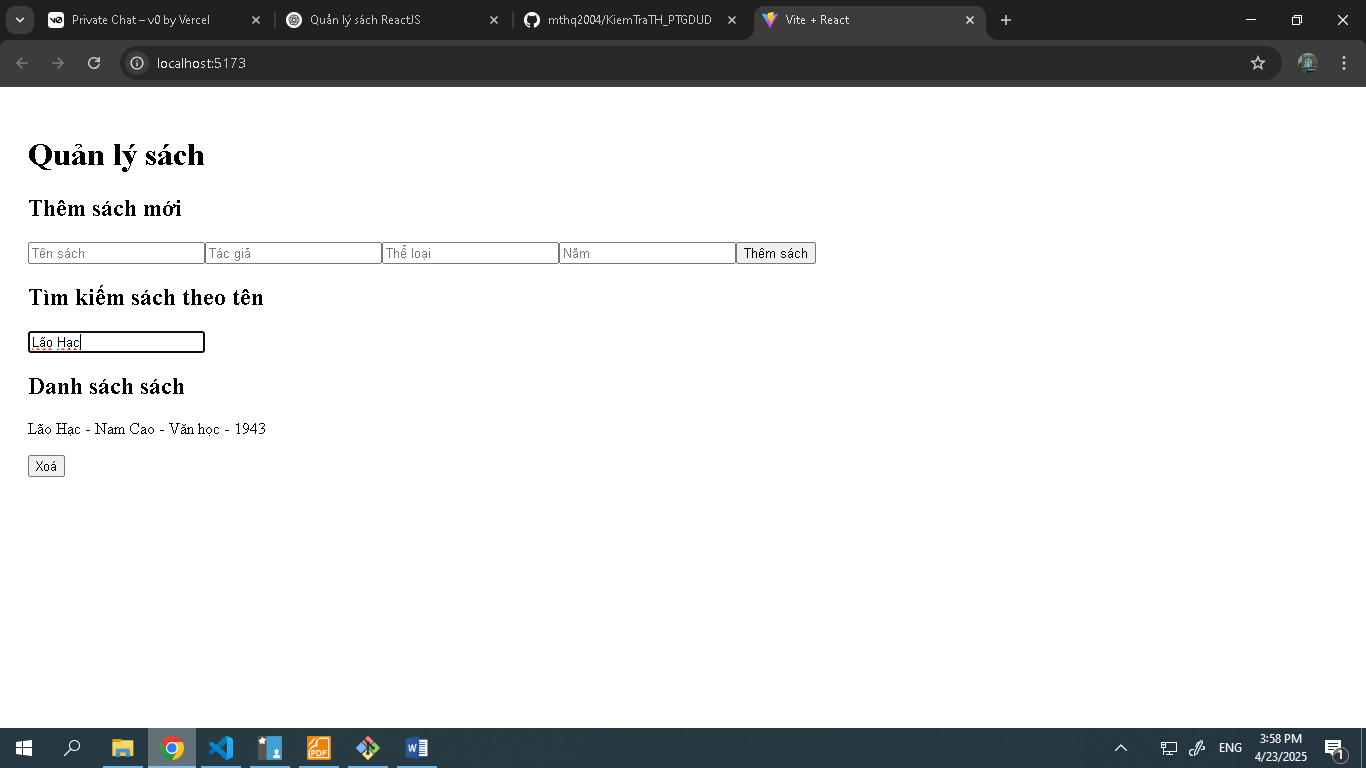 Private Chat – v0 by Vercel
Quản lý sách ReactJS
mthq2004/KiemTraTH_PTGDUD
Vite + React
localhost:5173
Quản lý sách
Thêm sách mới
Tên sách Tác giả Thể loại Năm Thêm sách
Tìm kiếm sách theo tên
Lão Hạc
Danh sách sách
Lão Hạc - Nam Cao - Văn học - 1943
Xoá
ENG
3:58 PM
4/23/2025
1